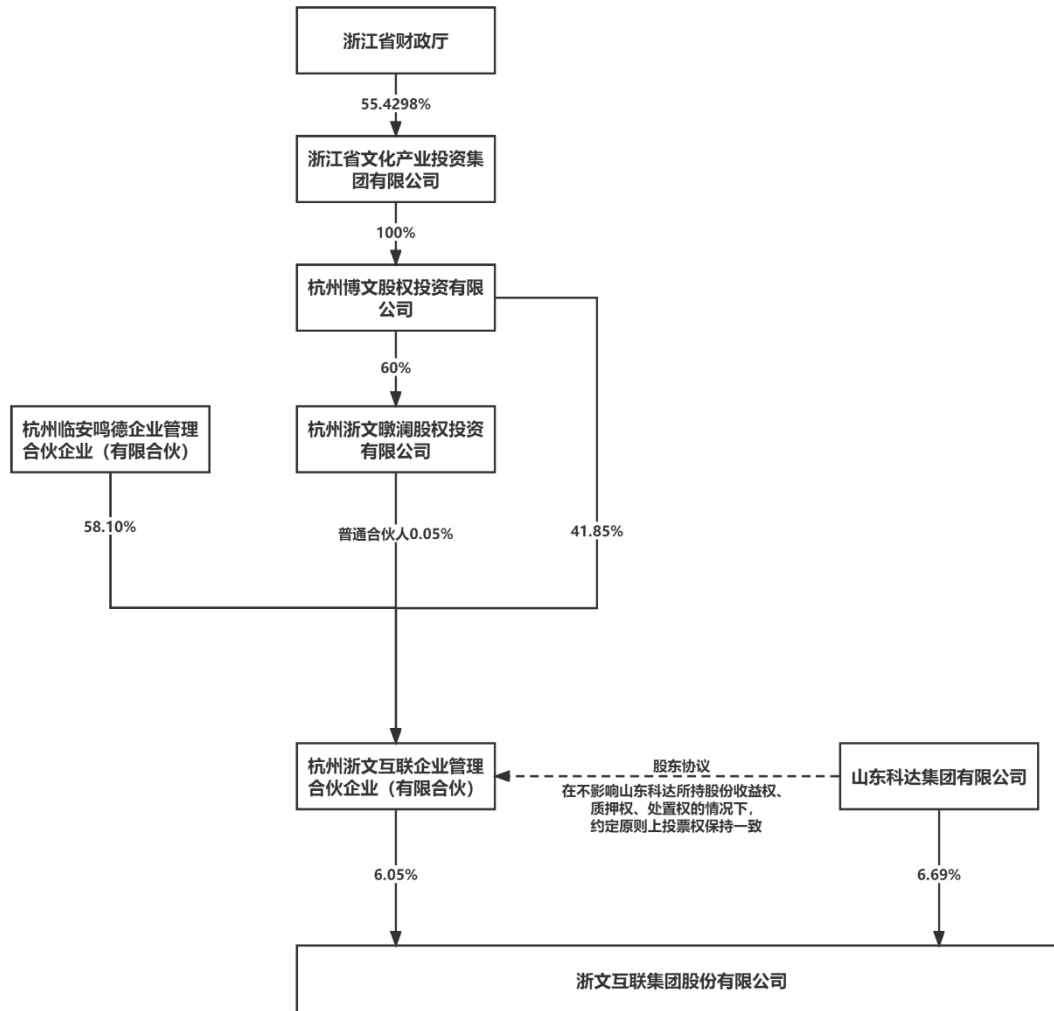 浙江省财政厅
55.4298%
浙江省文化产业投资集
团有限公司
100%
杭州博文股权投资有限
公司
60%
杭州临安鸣德企业管理
合伙企业（有限合伙）
杭州浙文暾澜股权投资
有限公司
58.10%
普通合伙人0.05%
41.85%
杭州浙文互联企业管理
合伙企业（有限合伙）
股东协议
在不影响山东科达所持股份收益权、
质押权、处置权的情况下，
约定原则上投票权保持一致
山东科达集团有限公司
6.05%
6.69%
浙文互联集团股份有限公司